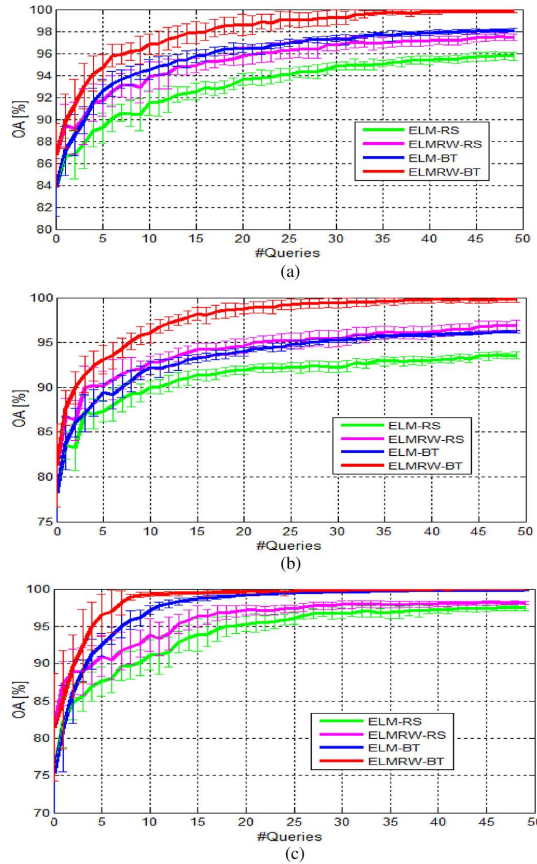 100
98
96
94
92
90
88
86
84
82
80
OA [%]
0 5 10 15 20 25 30 35 40 45 50
#Queries
ELM-RS
ELMRW-RS
ELM-BT
ELMRW-BT
(a)
100
95
90
85
80
75
OA [%]
0 5 10 15 20 25 30 35 40 45 50
#Queries
ELM-RS
ELMRW-RS
ELM-BT
ELMRW-BT
(b)
100
95
90
85
80
75
70
OA [%]
0 5 10 15 20 25 30 35 40 45 50
#Queries
ELM-RS
ELMRW-RS
ELM-BT
ELMRW-BT
(c)